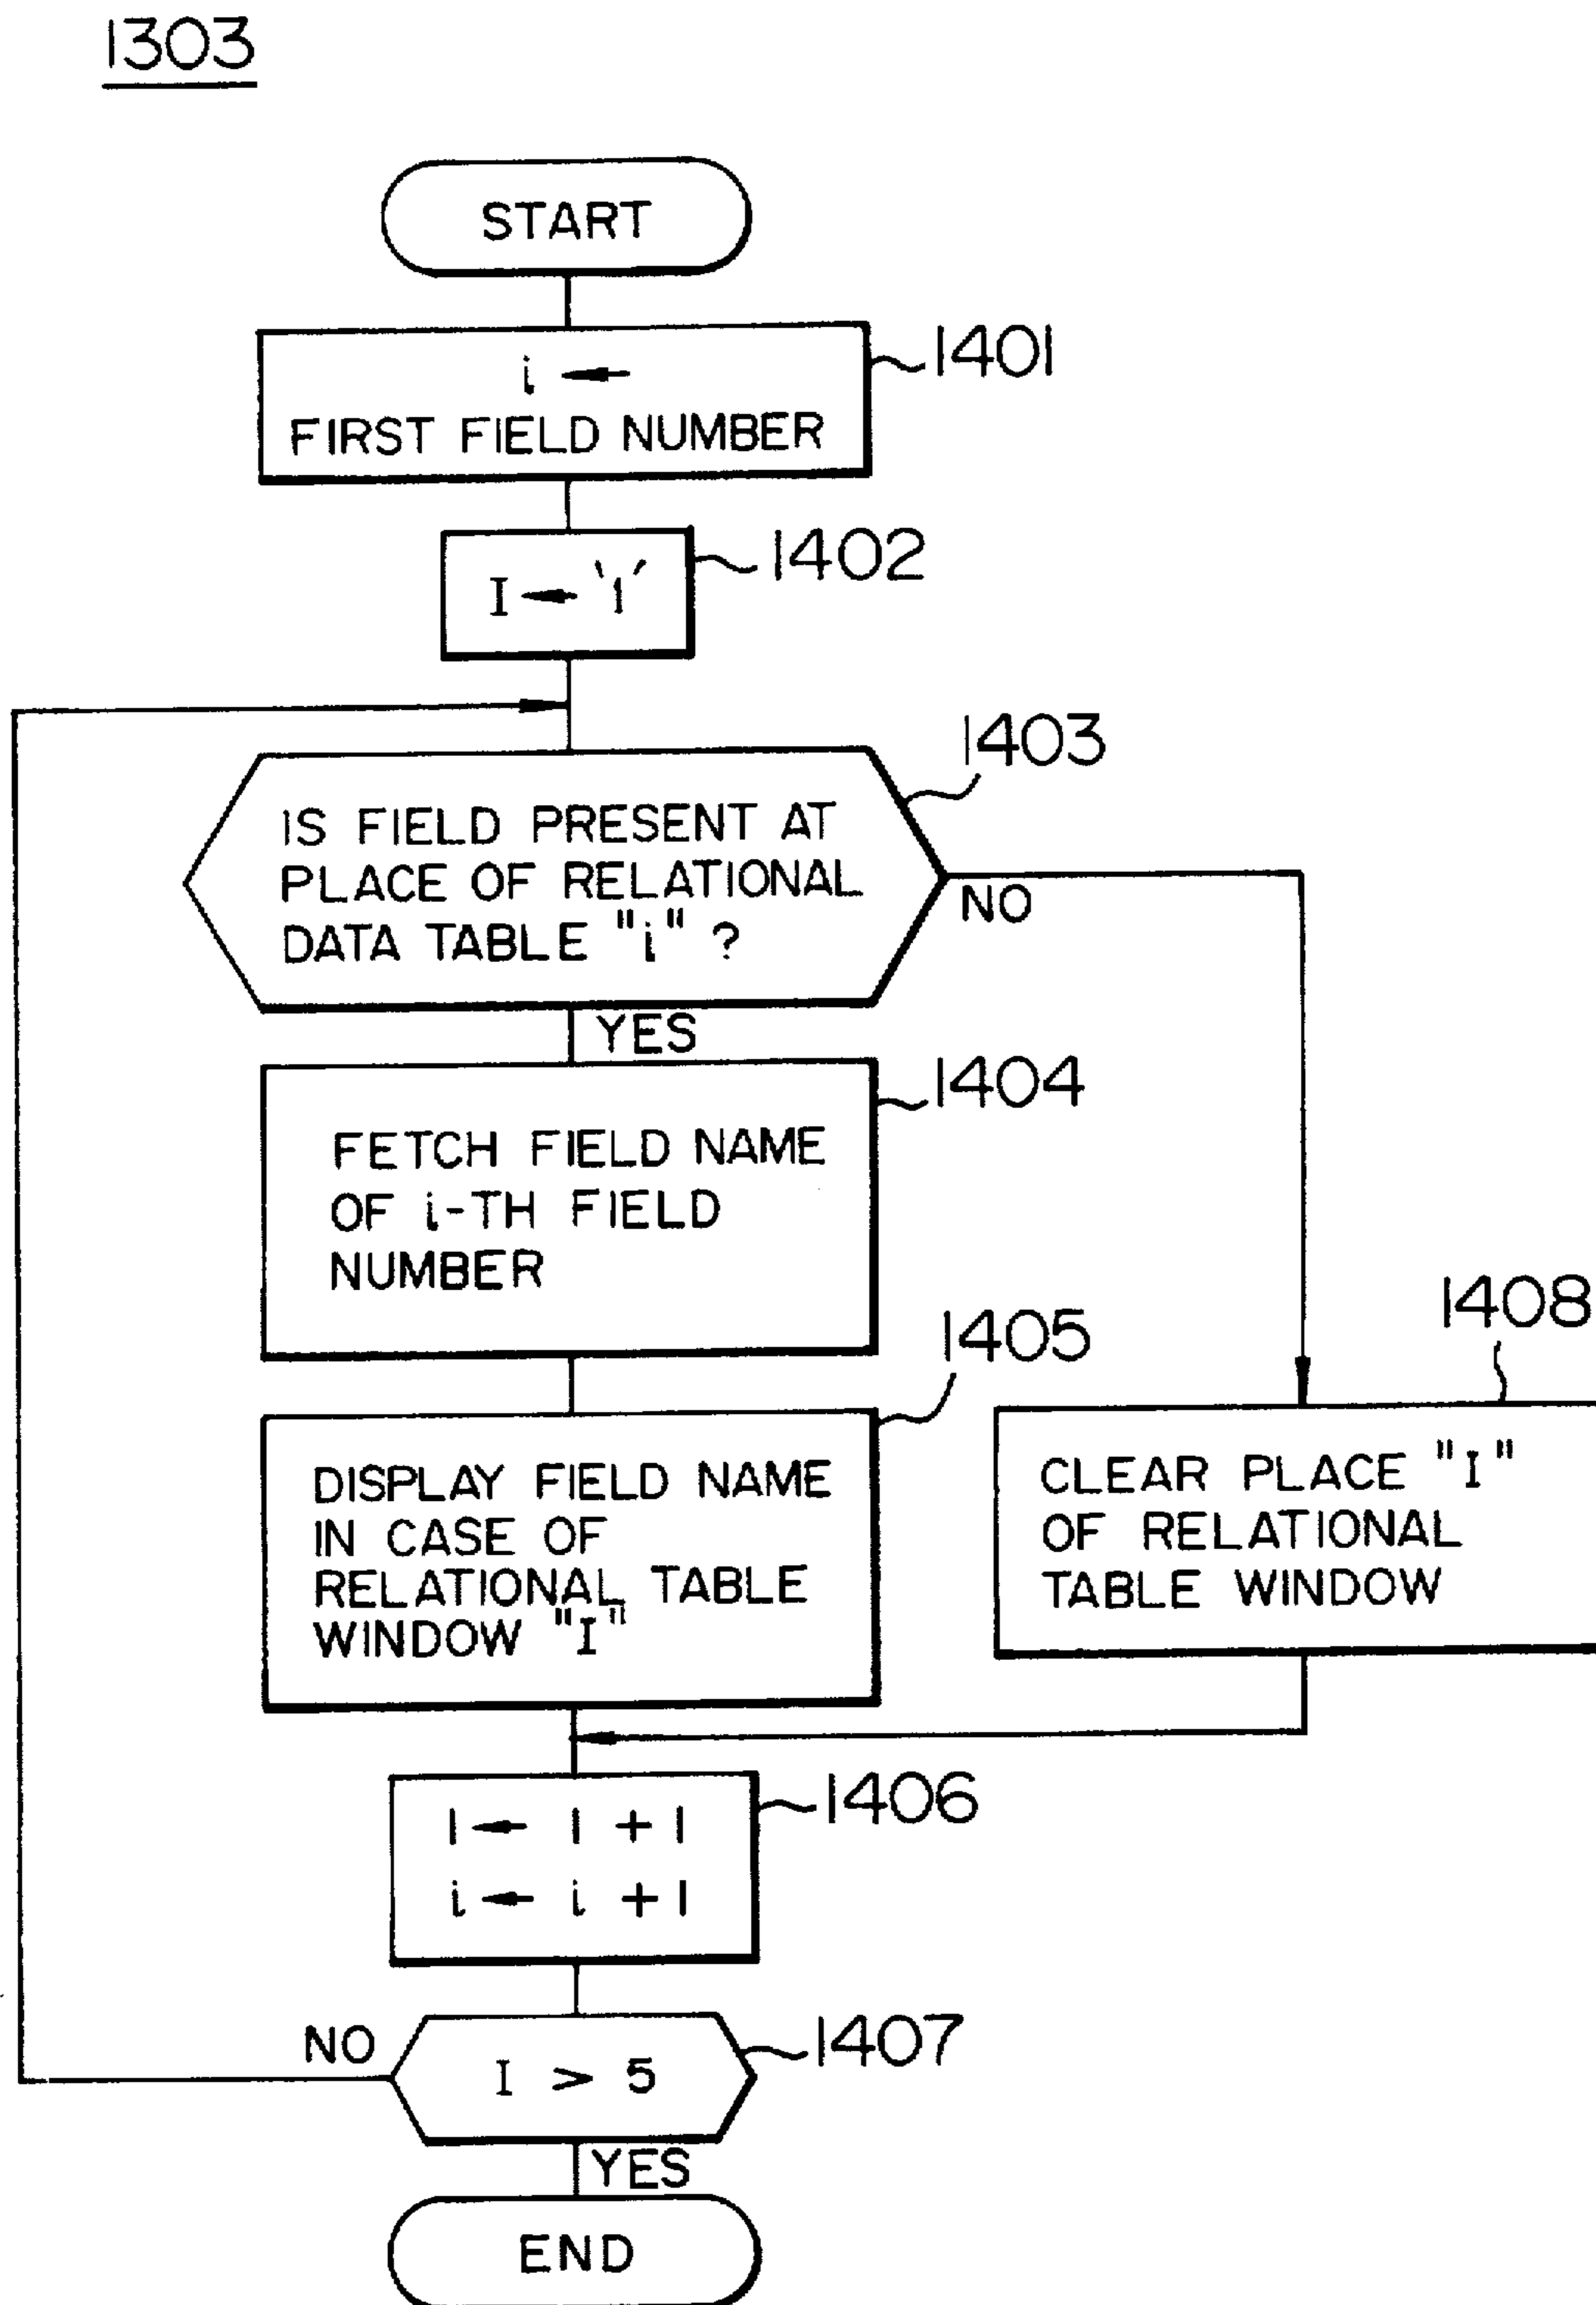 1303
START
1401
i ←
FIRST FIELD NUMBER
1402
I ← '1'
1403
IS FIELD PRESENT AT
PLACE OF RELATIONAL
DATA TABLE "i" ?
NO
YES
1404
FETCH FIELD NAME
OF i-TH FIELD
NUMBER
1405
DISPLAY FIELD NAME
IN CASE OF
RELATIONAL TABLE
WINDOW "I"
1408
CLEAR PLACE "I"
OF RELATIONAL
TABLE WINDOW
1406
I ← I + 1
i ← i + 1
1407
NO
I > 5
YES
END